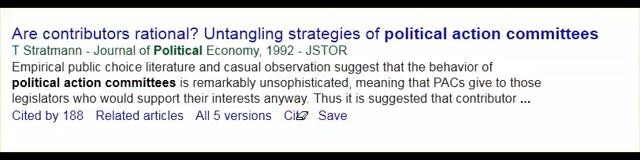 Are contributors rational? Untangling strategies of political action committees
T Stratmann - Journal of Political Economy, 1992 - JSTOR
Empirical public choice literature and casual observation suggest that the behavior of
political action committees is remarkably unsophisticated, meaning that PACs give to those
legislators who would support their interests anyway. Thus it is suggested that contributor ...
Cited by 188 Related articles All 5 versions Save